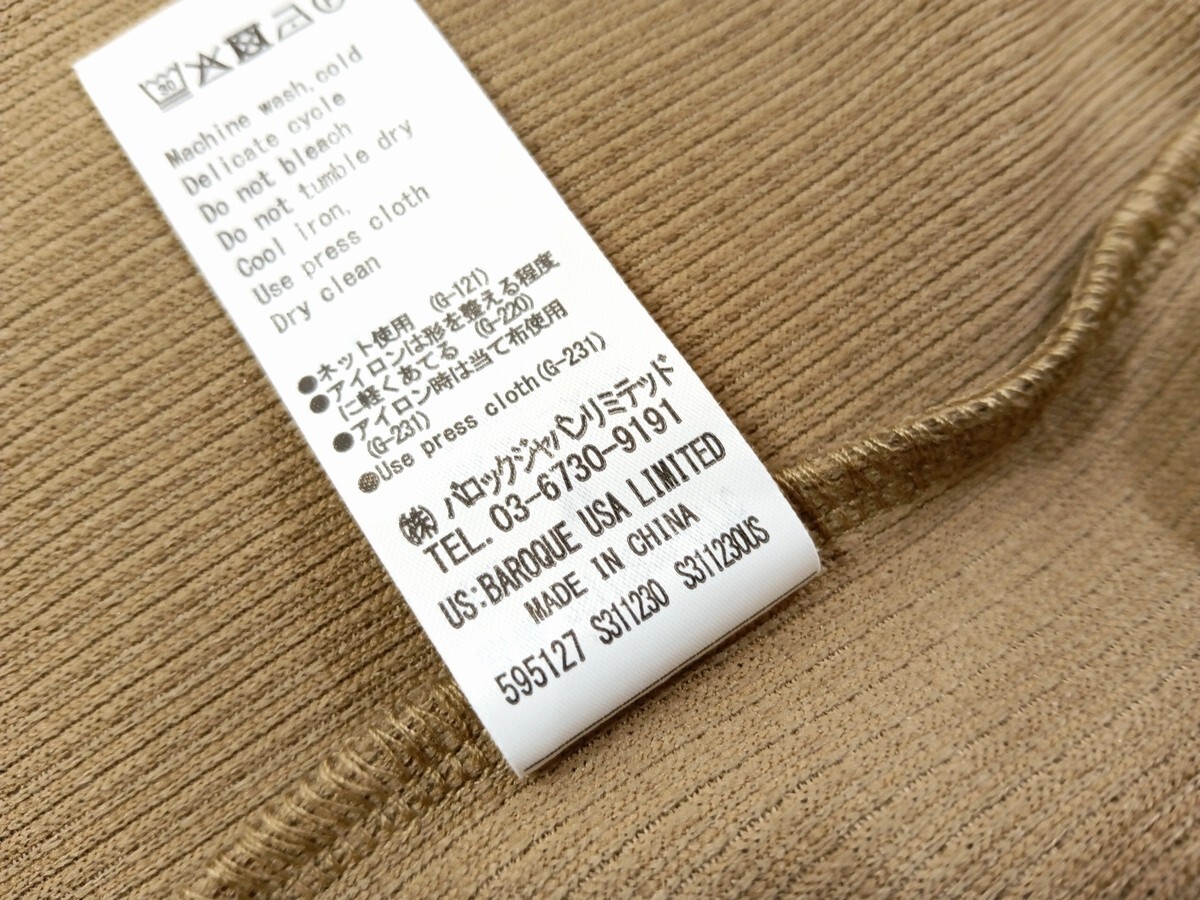 30
Machine wash, cold
Delicate cycle
Do not bleach
Do not tumble dry
Cool iron,
Use press cloth
Dry clean
●ネット使用 (G-121)
●アイロンは形を整える程度
に軽くあてる (G-220)
●アイロン時は当て布使用
(G-231)
●Use press cloth(G-231)
㈱バロックジャパンリミテッド
TEL. 03-6730-9191
US:BAROQUE USA LIMITED
MADE IN CHINA
595127 S311230 S311230US